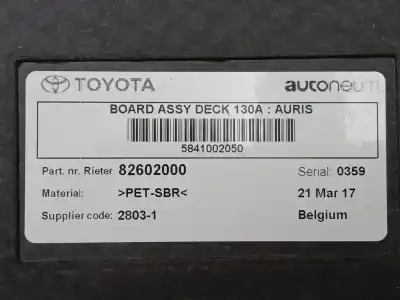 TOYOTA autoneum
BOARD ASSY DECK 130A : AURIS
5841002050
Part. nr. Rieter 82602000 Serial: 0359
Material: >PET-SBR< 21 Mar 17
Supplier code: 2803-1 Belgium